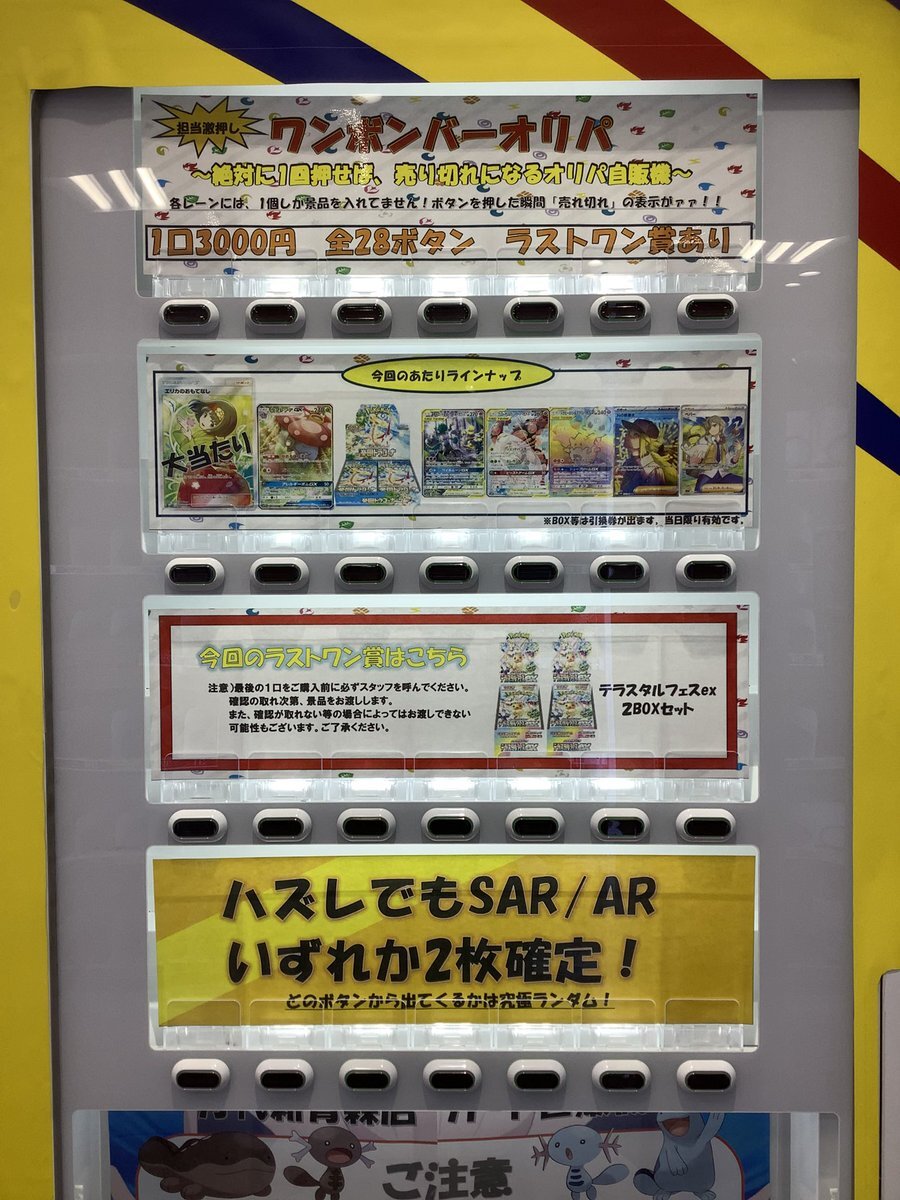 担当激押し
ワンボンバーオリパ
～絶対に1回押せば、売り切れになるオリパ自販機～
各レーンには、1個しか景品を入れてません!ボタンを押した瞬間「売れ切れ」の表示がァァ!!
1口3000円 全28ボタン ラストワン賞あり
今回のあたりラインナップ
エリカのおもてなし
大当たり
※BOX等は引換券が出ます。当日限り有効です。
今回のラストワン賞はこちら
注意)最後の1口をご購入前に必ずスタッフを呼んでください。
確認の取れ次第、景品をお渡しします。
また、確認が取れない等の場合によってはお渡しできない
可能性もございます。ご了承ください。
テラスタルフェスex
2BOXセット
ハズレでもSAR/AR
いずれか2枚確定!
どのボタンから出てくるかは究極ランダム!
ご注意